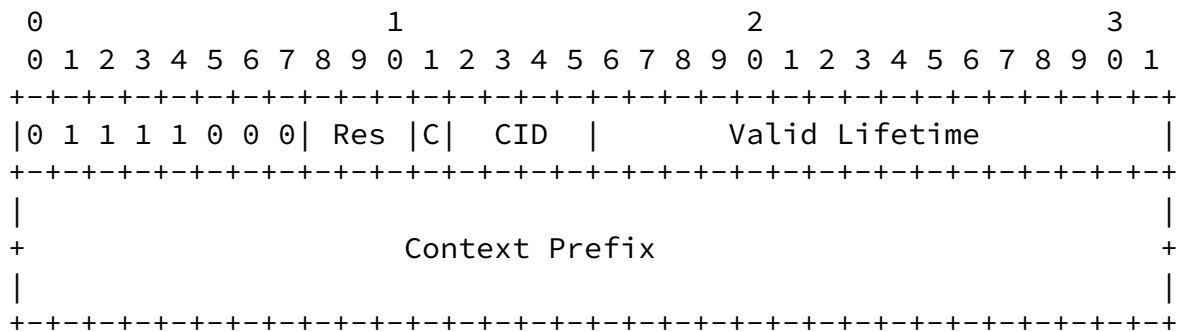 0                   1                   2                   3
 0 1 2 3 4 5 6 7 8 9 0 1 2 3 4 5 6 7 8 9 0 1 2 3 4 5 6 7 8 9 0 1
+-+-+-+-+-+-+-+-+-+-+-+-+-+-+-+-+-+-+-+-+-+-+-+-+-+-+-+-+-+-+-+-+
|0 1 1 1 1 0 0 0| Res |C|  CID  |       Valid Lifetime          |
+-+-+-+-+-+-+-+-+-+-+-+-+-+-+-+-+-+-+-+-+-+-+-+-+-+-+-+-+-+-+-+-+
|                                                               |
+                     Context Prefix                            +
|                                                               |
+-+-+-+-+-+-+-+-+-+-+-+-+-+-+-+-+-+-+-+-+-+-+-+-+-+-+-+-+-+-+-+-+